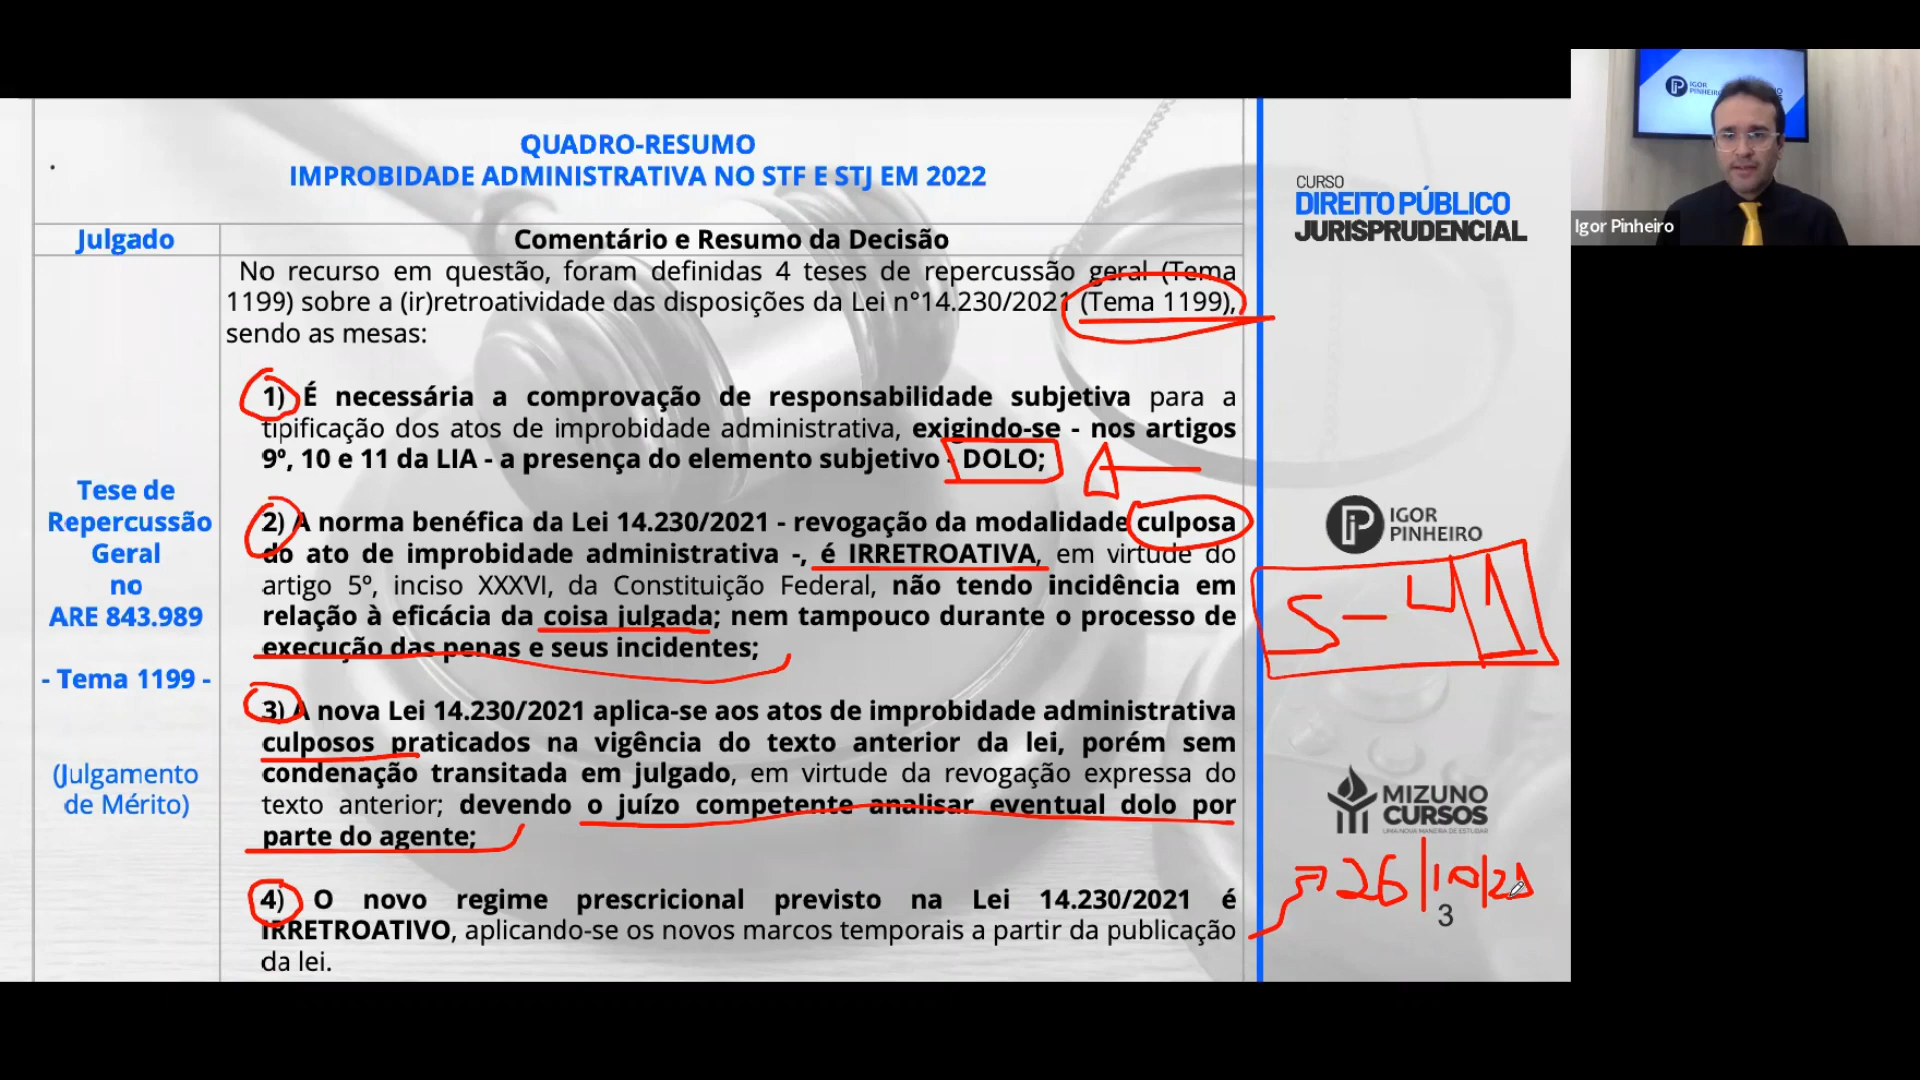 QUADRO-RESUMO
IMPROBIDADE ADMINISTRATIVA NO STF E STJ EM 2022
Julgado
Comentário e Resumo da Decisão
Tese de
Repercussão
Geral
no
ARE 843.989
- Tema 1199 -
(Julgamento
de Mérito)
No recurso em questão, foram definidas 4 teses de repercussão geral (Tema
1199) sobre a (ir)retroatividade das disposições da Lei n°14.230/2021 (Tema 1199),
sendo as mesas:
1) É necessária a comprovação de responsabilidade subjetiva para a
tipificação dos atos de improbidade administrativa, exigindo-se - nos artigos
9º, 10 e 11 da LIA - a presença do elemento subjetivo - DOLO;
2) A norma benéfica da Lei 14.230/2021 - revogação da modalidade culposa
do ato de improbidade administrativa -, é IRRETROATIVA, em virtude do
artigo 5º, inciso XXXVI, da Constituição Federal, não tendo incidência em
relação à eficácia da coisa julgada; nem tampouco durante o processo de
execução das penas e seus incidentes;
3) A nova Lei 14.230/2021 aplica-se aos atos de improbidade administrativa
culposos praticados na vigência do texto anterior da lei, porém sem
condenação transitada em julgado, em virtude da revogação expressa do
texto anterior; devendo o juízo competente analisar eventual dolo por
parte do agente;
4) O novo regime prescricional previsto na Lei 14.230/2021 é
IRRETROATIVO, aplicando-se os novos marcos temporais a partir da publicação
da lei.
CURSO
DIREITO PÚBLICO
JURISPRUDENCIAL
IGOR
PINHEIRO
5-41
MIZUNO
CURSOS
UMA NOVA MANEIRA DE ESTUDAR
26/10/21
3
IGOR
PINHEIRO
Igor Pinheiro